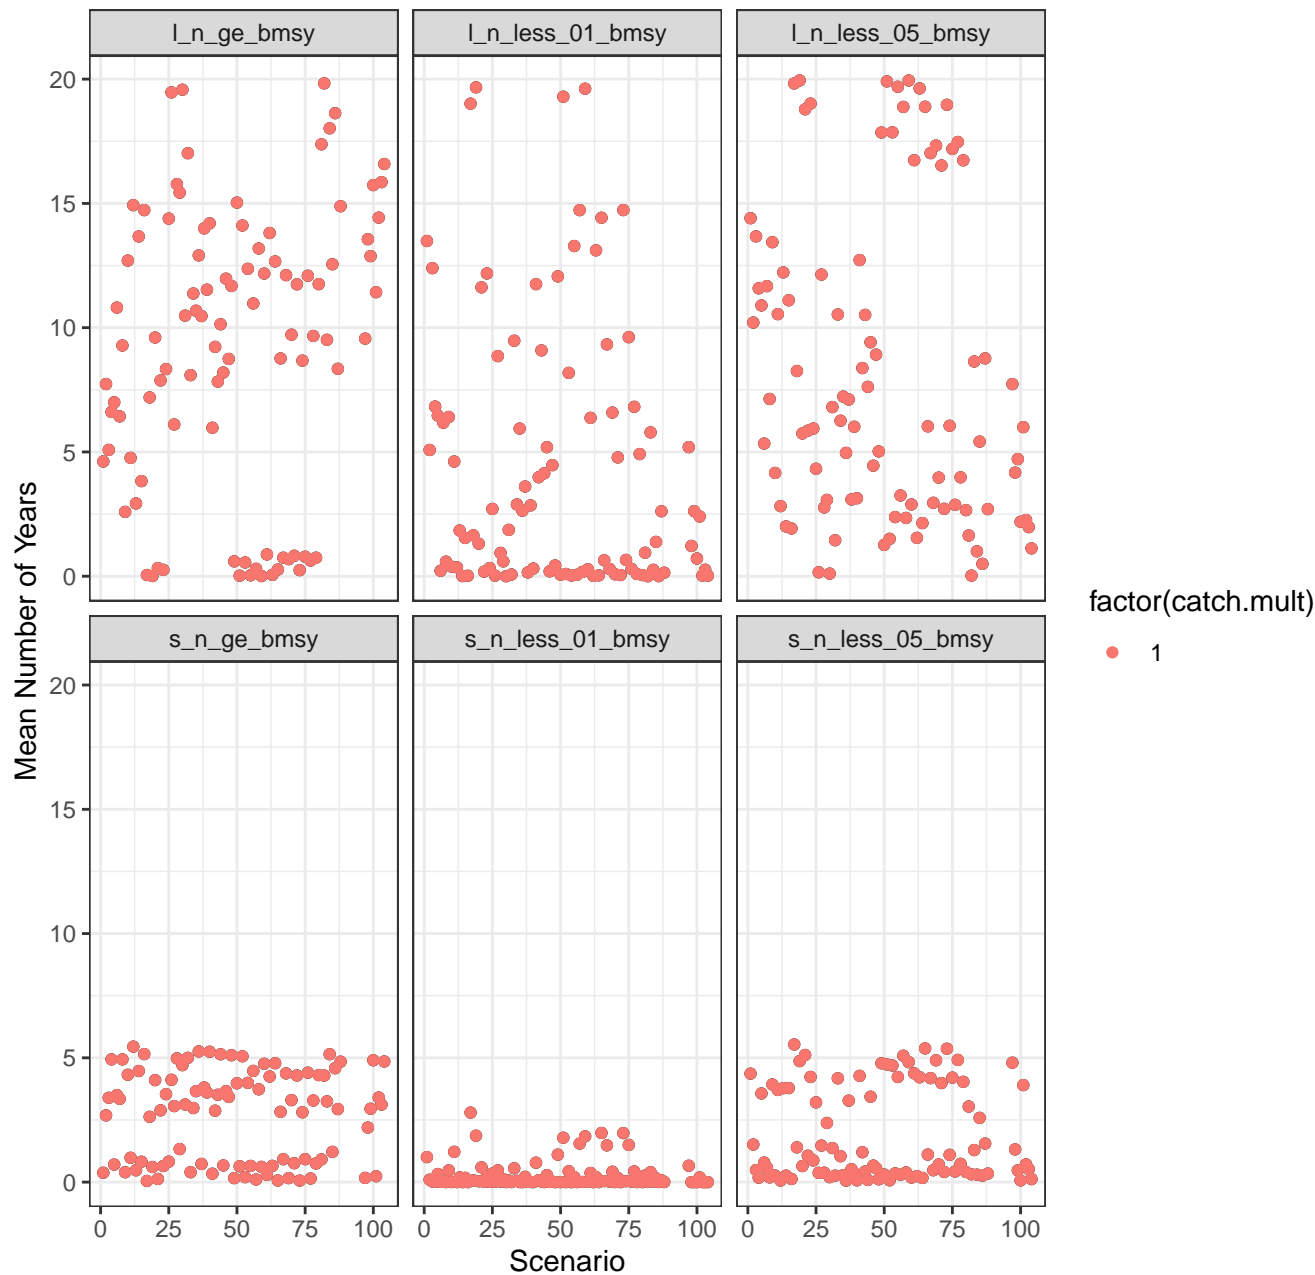 l_n_ge_bmsy
l_n_less_01_bmsy
l_n_less_05_bmsy
20
15
10
5
0
s_n_ge_bmsy
s_n_less_01_bmsy
s_n_less_05_bmsy
20
15
10
5
0
0 25 50 75 100
0 25 50 75 100
0 25 50 75 100
Scenario
Mean Number of Years
factor(catch.mult)
1